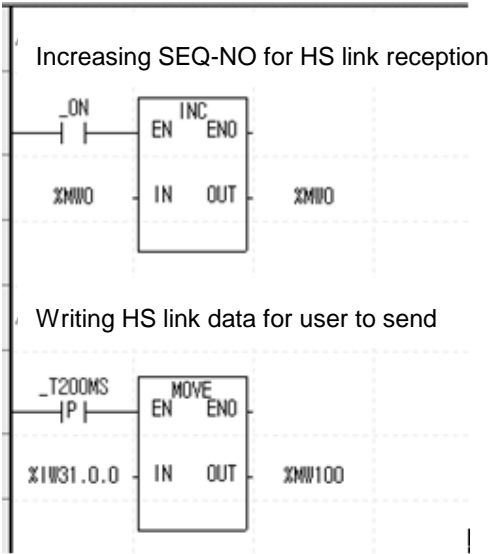 Increasing SEQ-NO for HS link reception
_ON
INC
EN ENO
%MW0 IN OUT %MW0
Writing HS link data for user to send
_T200MS
MOVE
P EN ENO
%IW31.0.0 IN OUT %MW100